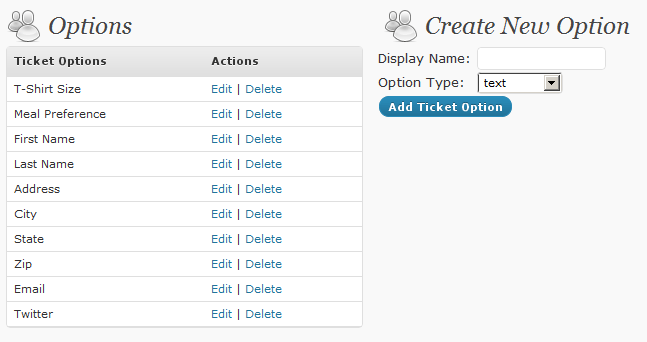 Options
Ticket Options Actions
T-Shirt Size Edit | Delete
Meal Preference Edit | Delete
First Name Edit | Delete
Last Name Edit | Delete
Address Edit | Delete
City Edit | Delete
State Edit | Delete
Zip Edit | Delete
Email Edit | Delete
Twitter Edit | Delete
Create New Option
Display Name:
Option Type: text
Add Ticket Option